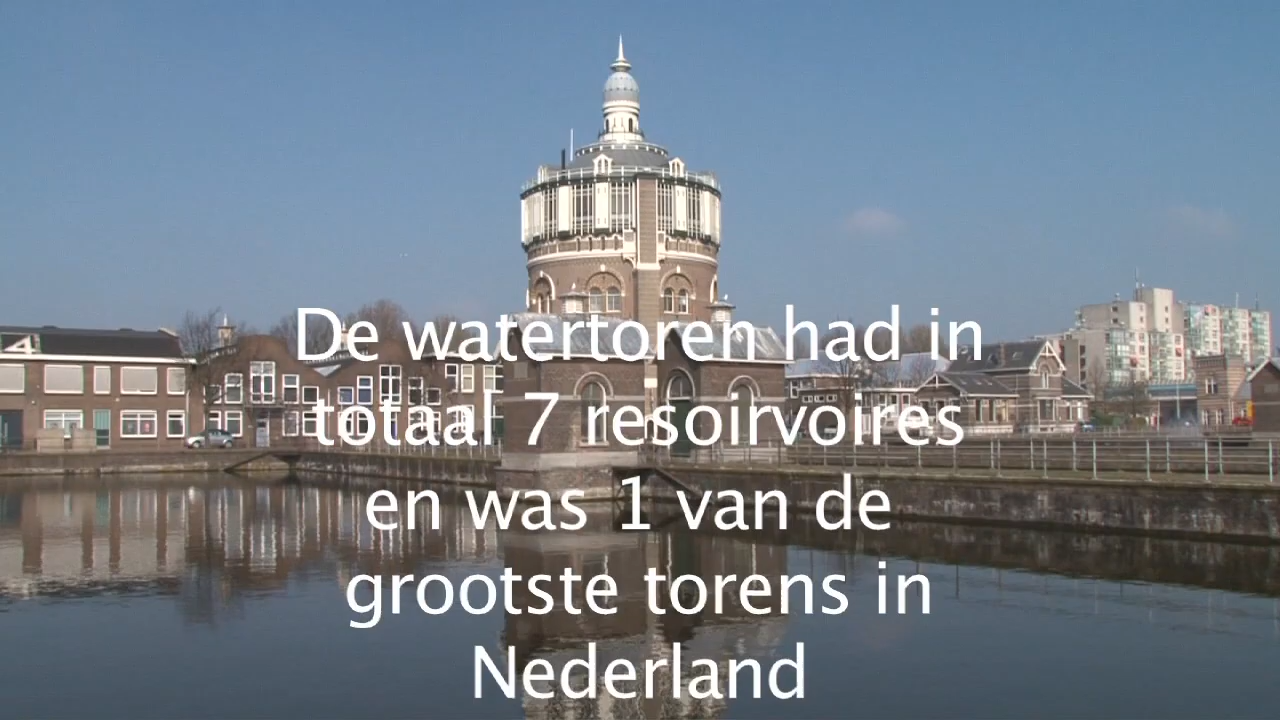 De watertoren had in
totaal 7 resoirvoires
en was 1 van de
grootste torens in
Nederland